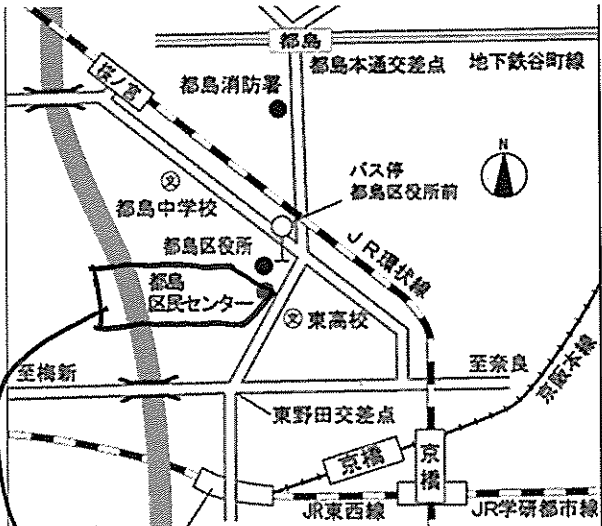 都島
都島本通交差点
地下鉄谷町線
桜ノ宮
都島消防署
N
バス停
都島区役所前
文
都島中学校
JR環状線
都島区役所
都島
区民センター
文 東高校
至梅新
至奈良
京阪本線
東野田交差点
京橋
京橋
JR東西線
JR学研都市線